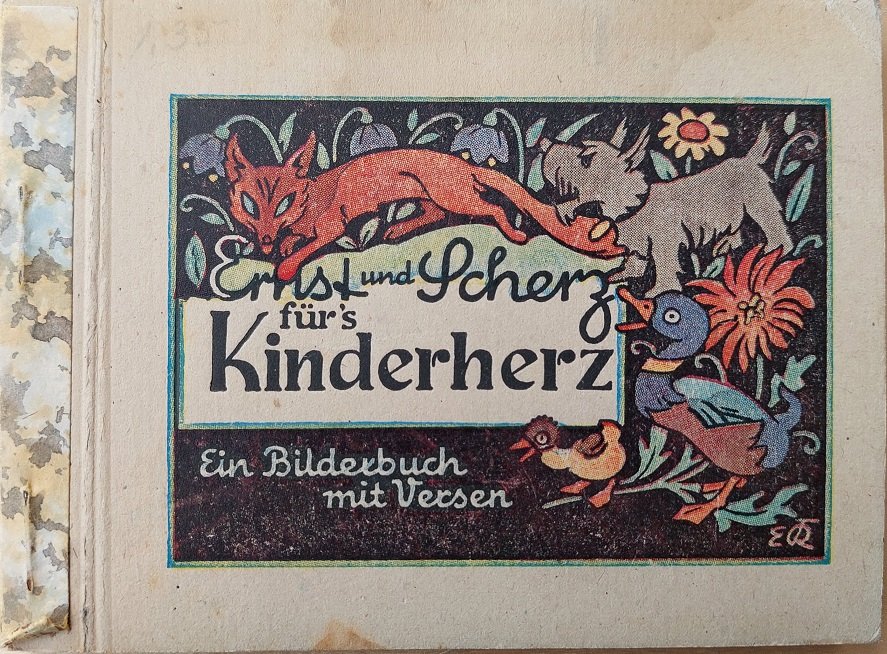 Ernst und Scherz
für's
Kinderherz
Ein Bilderbuch
mit Versen